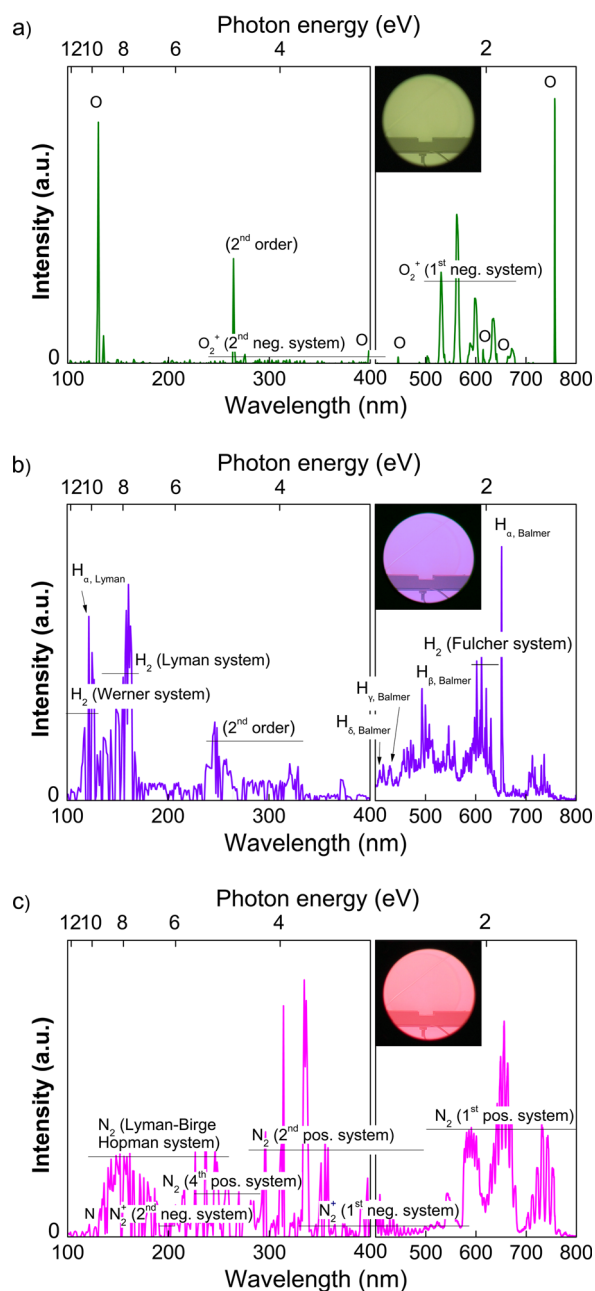 a)
Photon energy (eV)
12 10 8 6 4 2
Intensity (a.u.)
O
O
(2nd order)
O2+ (1st neg. system)
O2+ (2nd neg. system)
O
O
O
O
0
100 200 300 400 500 600 700 800
Wavelength (nm)
Wavelength (nm)
b)
Photon energy (eV)
12 10 8 6 4 2
Intensity (a.u.)
Hα, Balmer
Hα, Lyman
H2 (Fulcher system)
H2 (Lyman system)
Hβ, Balmer
H2 (Werner system)
Hγ, Balmer
(2nd order)
Hδ, Balmer
0
100 200 300 400 500 600 700 800
Wavelength (nm)
Wavelength (nm)
c)
Photon energy (eV)
12 10 8 6 4 2
Intensity (a.u.)
N2 (Lyman-Birge
Hopman system)
N2 (2nd pos. system)
N2 (1st pos. system)
N2 (4th
pos. system)
N
N2+ (2nd
neg. system)
N2+ (1st
neg. system)
0
100 200 300 400 500 600 700 800
Wavelength (nm)
Wavelength (nm)